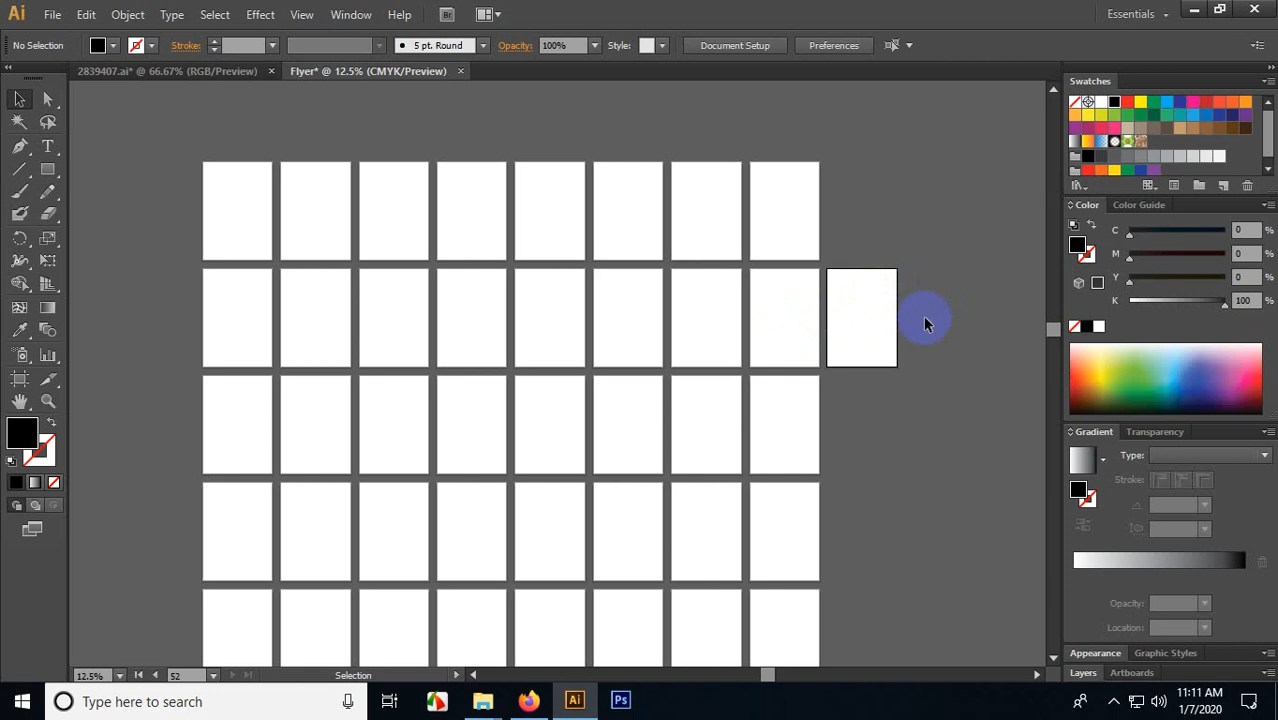 Ai File Edit Object Type Select Effect View Window Help Br Essentials
No Selection Stroke: 5 pt. Round Opacity: 100% Style: Document Setup Preferences
2839407.ai* @ 66.67% (RGB/Preview) × Flyer* @ 12.5% (CMYK/Preview) ×
Swatches
Color Color Guide
C 0 %
M 0 %
Y 0 %
K 100 %
Gradient Transparency
Type:
Stroke:
Opacity:
Location:
Appearance Graphic Styles
Layers Artboards
12.5% 52 Selection
Type here to search Ai Ps 11:11 AM
1/7/2020